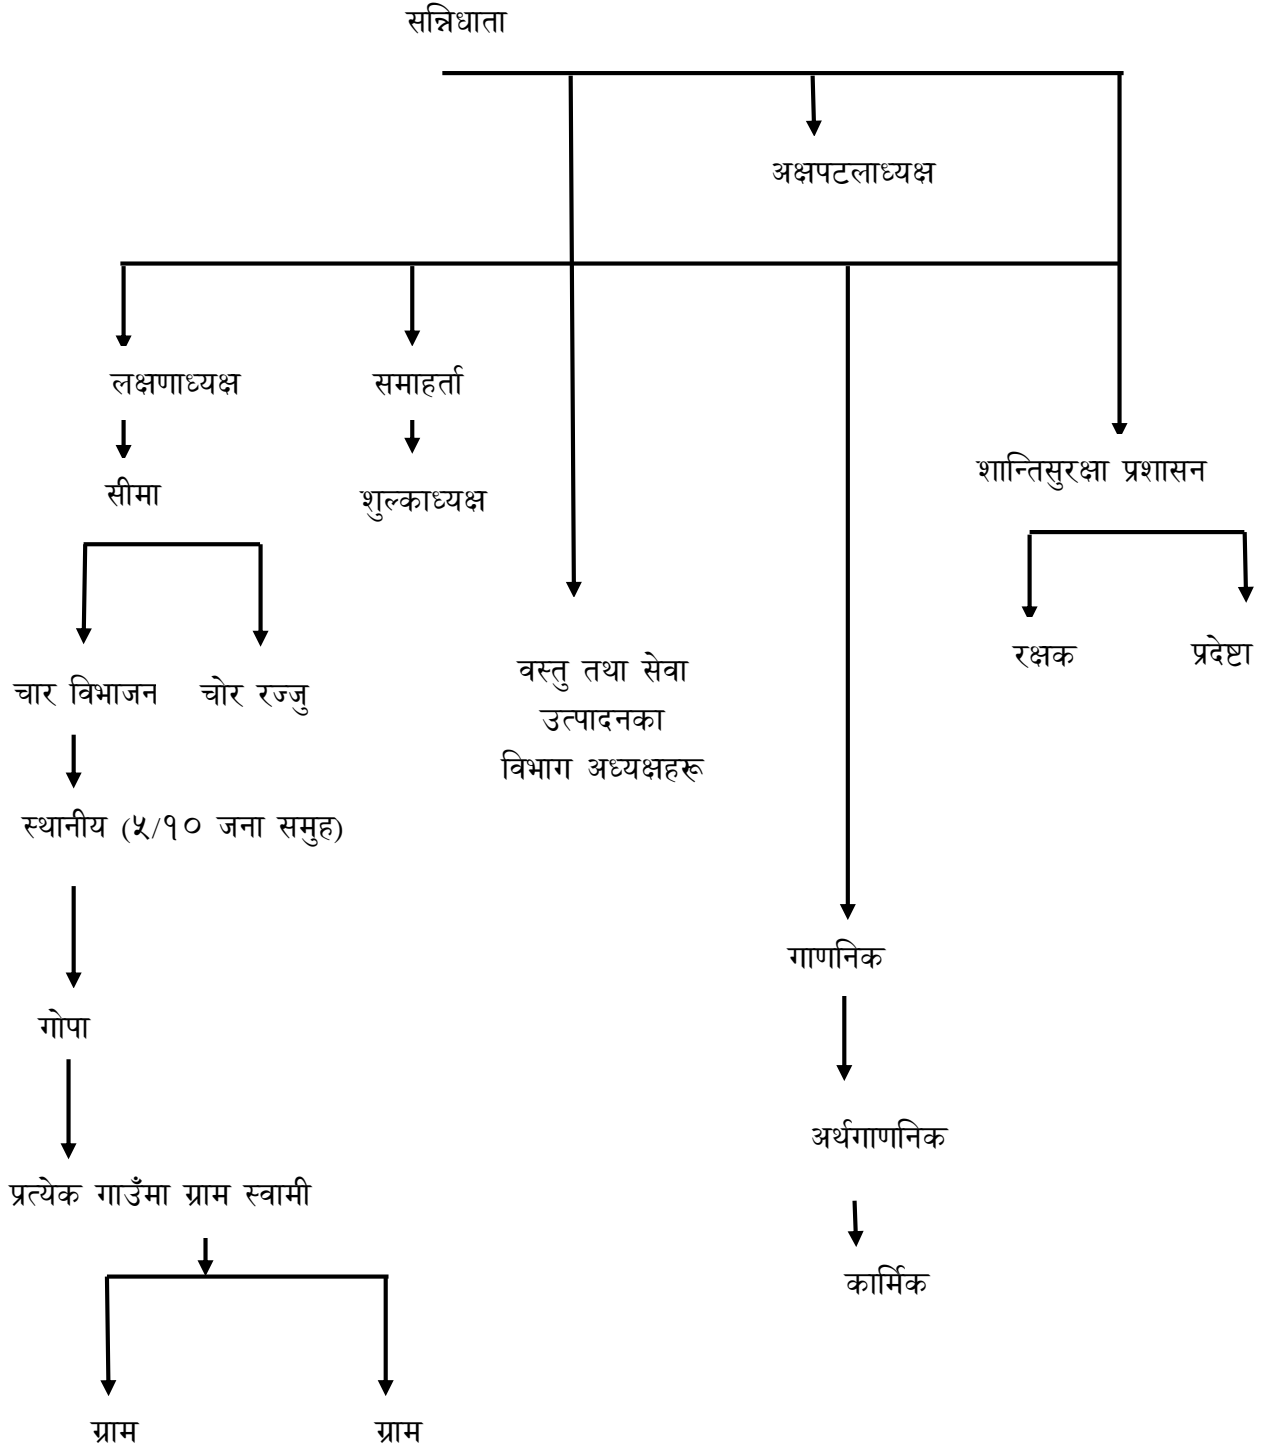 सन्निधाता
अक्षपटलाध्यक्ष
लक्षणाध्यक्ष
समाहर्ता
शान्तिसुरक्षा प्रशासन
सीमा
शुल्काध्यक्ष
रक्षक
प्रदेष्टा
चार विभाजन
चोर रज्जु
वस्तु तथा सेवा
उत्पादनका
विभाग अध्यक्षहरू
स्थानीय (५/१० जना समुह)
गाणनिक
गोपा
अर्थगाणनिक
प्रत्येक गाउँमा ग्राम स्वामी
कार्मिक
ग्राम
ग्राम